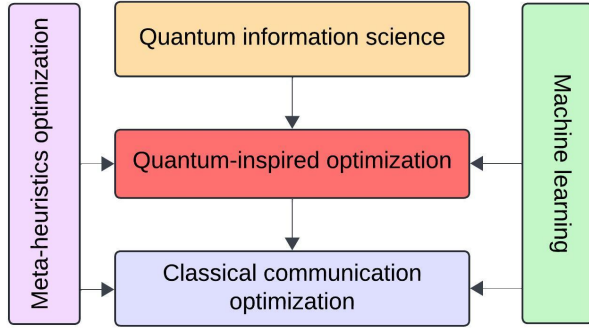 Meta-heuristics optimization
Quantum information science
Quantum-inspired optimization
Classical communication
optimization
Machine learning